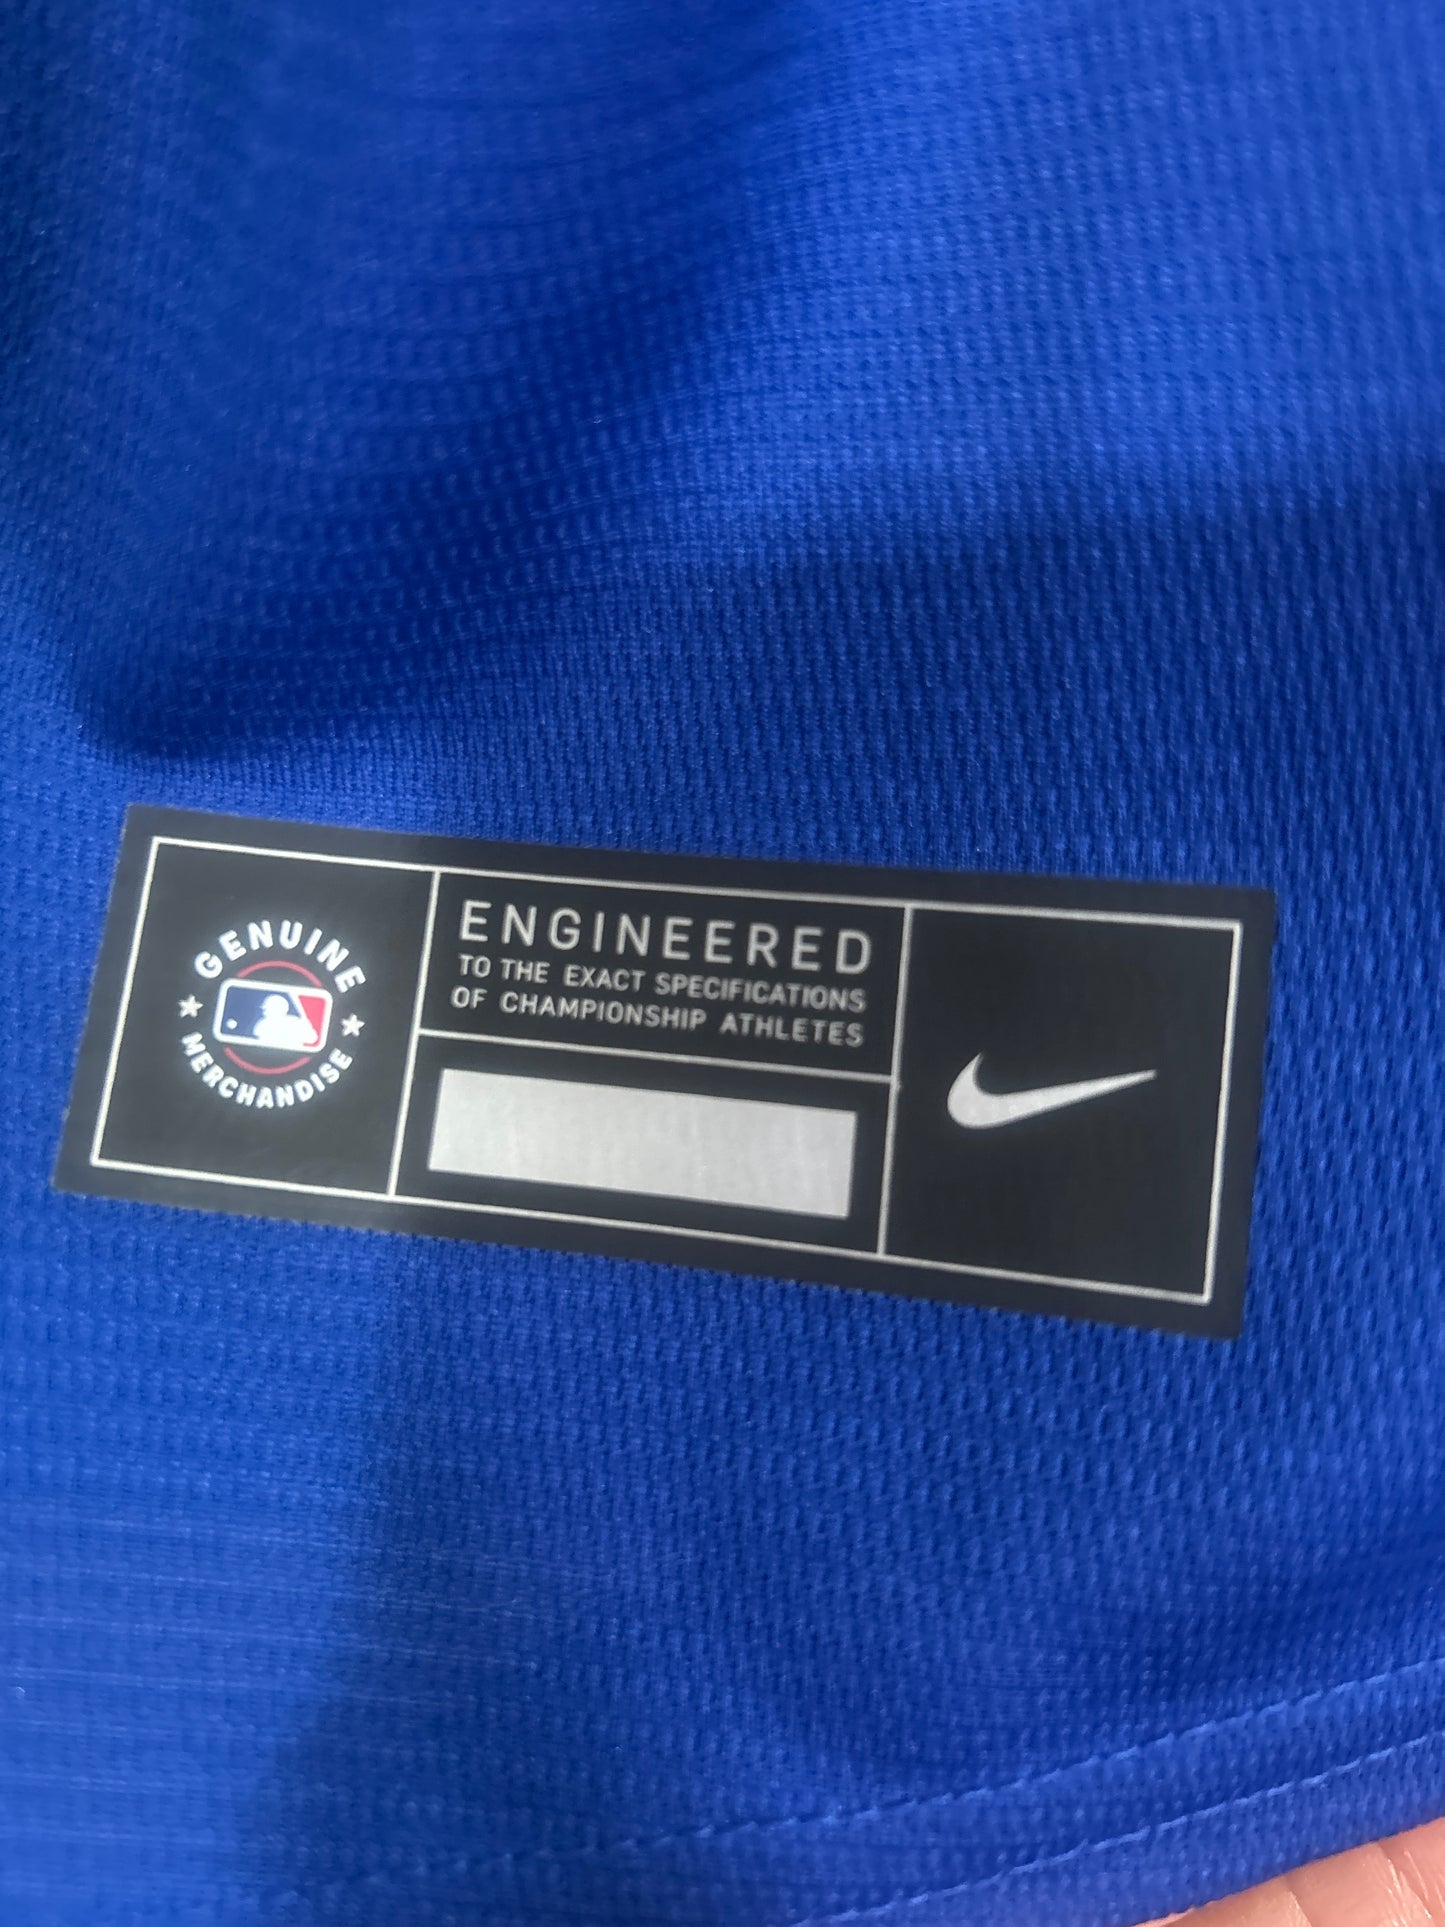 GENUINE
MERCHANDISE
ENGINEERED
TO THE EXACT SPECIFICATIONS
OF CHAMPIONSHIP ATHLETES